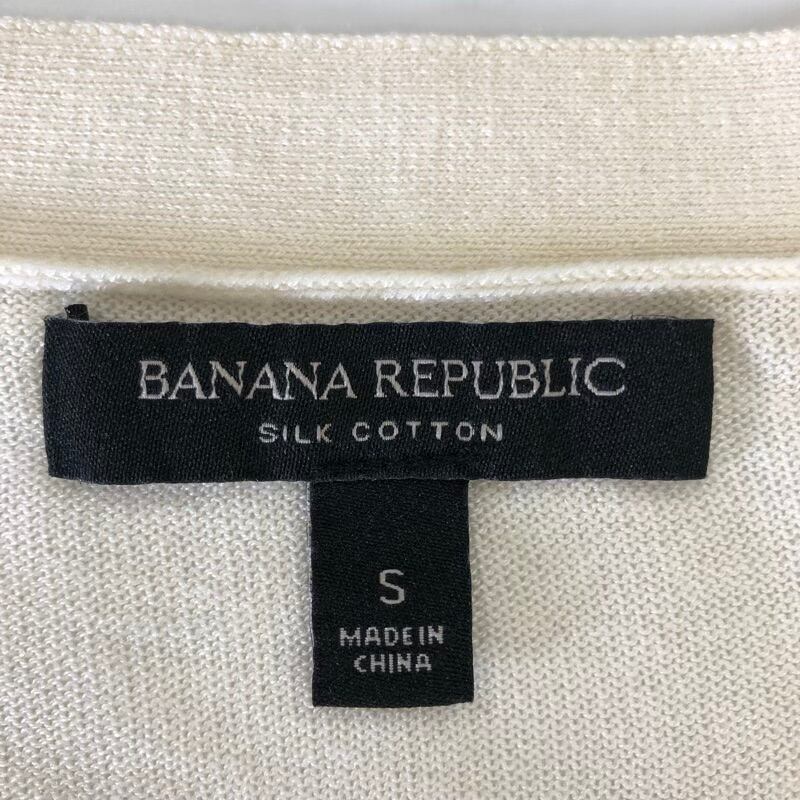 BANANA REPUBLIC
SILK COTTON
S
MADE IN
CHINA